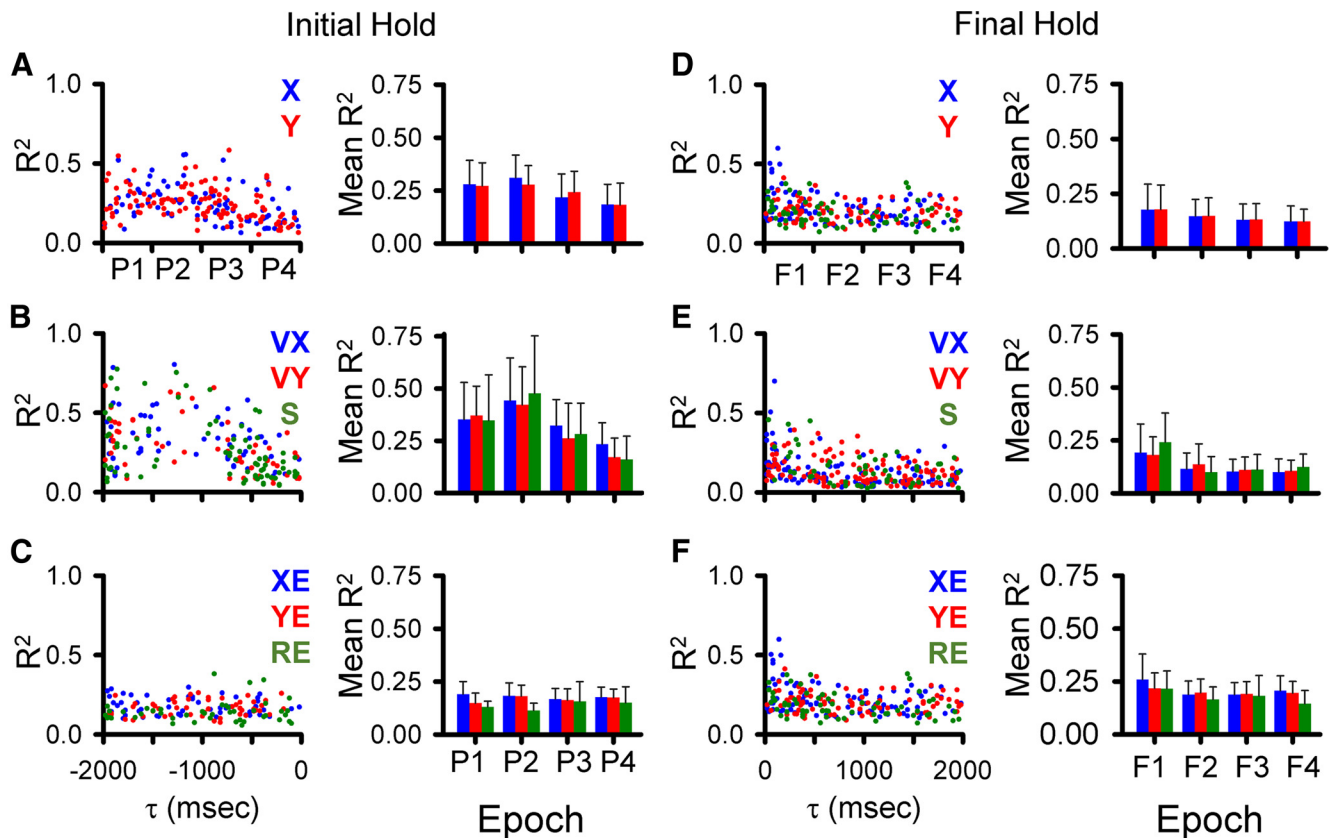 Initial Hold
Final Hold
A
1.0
0.5
0.0
R²
X
Y
P1 P2 P3 P4
0.75
0.50
0.25
0.00
Mean R²
D
1.0
0.5
0.0
R²
X
Y
F1 F2 F3 F4
0.75
0.50
0.25
0.00
Mean R²
B
1.0
0.5
0.0
R²
VX
VY
S
0.75
0.50
0.25
0.00
Mean R²
E
1.0
0.5
0.0
R²
VX
VY
S
0.75
0.50
0.25
0.00
Mean R²
C
1.0
0.5
0.0
R²
XE
YE
RE
-2000 -1000 0
τ (msec)
0.75
0.50
0.25
0.00
Mean R²
P1 P2 P3 P4
Epoch
F
1.0
0.5
0.0
R²
XE
YE
RE
0 1000 2000
τ (msec)
0.75
0.50
0.25
0.00
Mean R²
F1 F2 F3 F4
Epoch